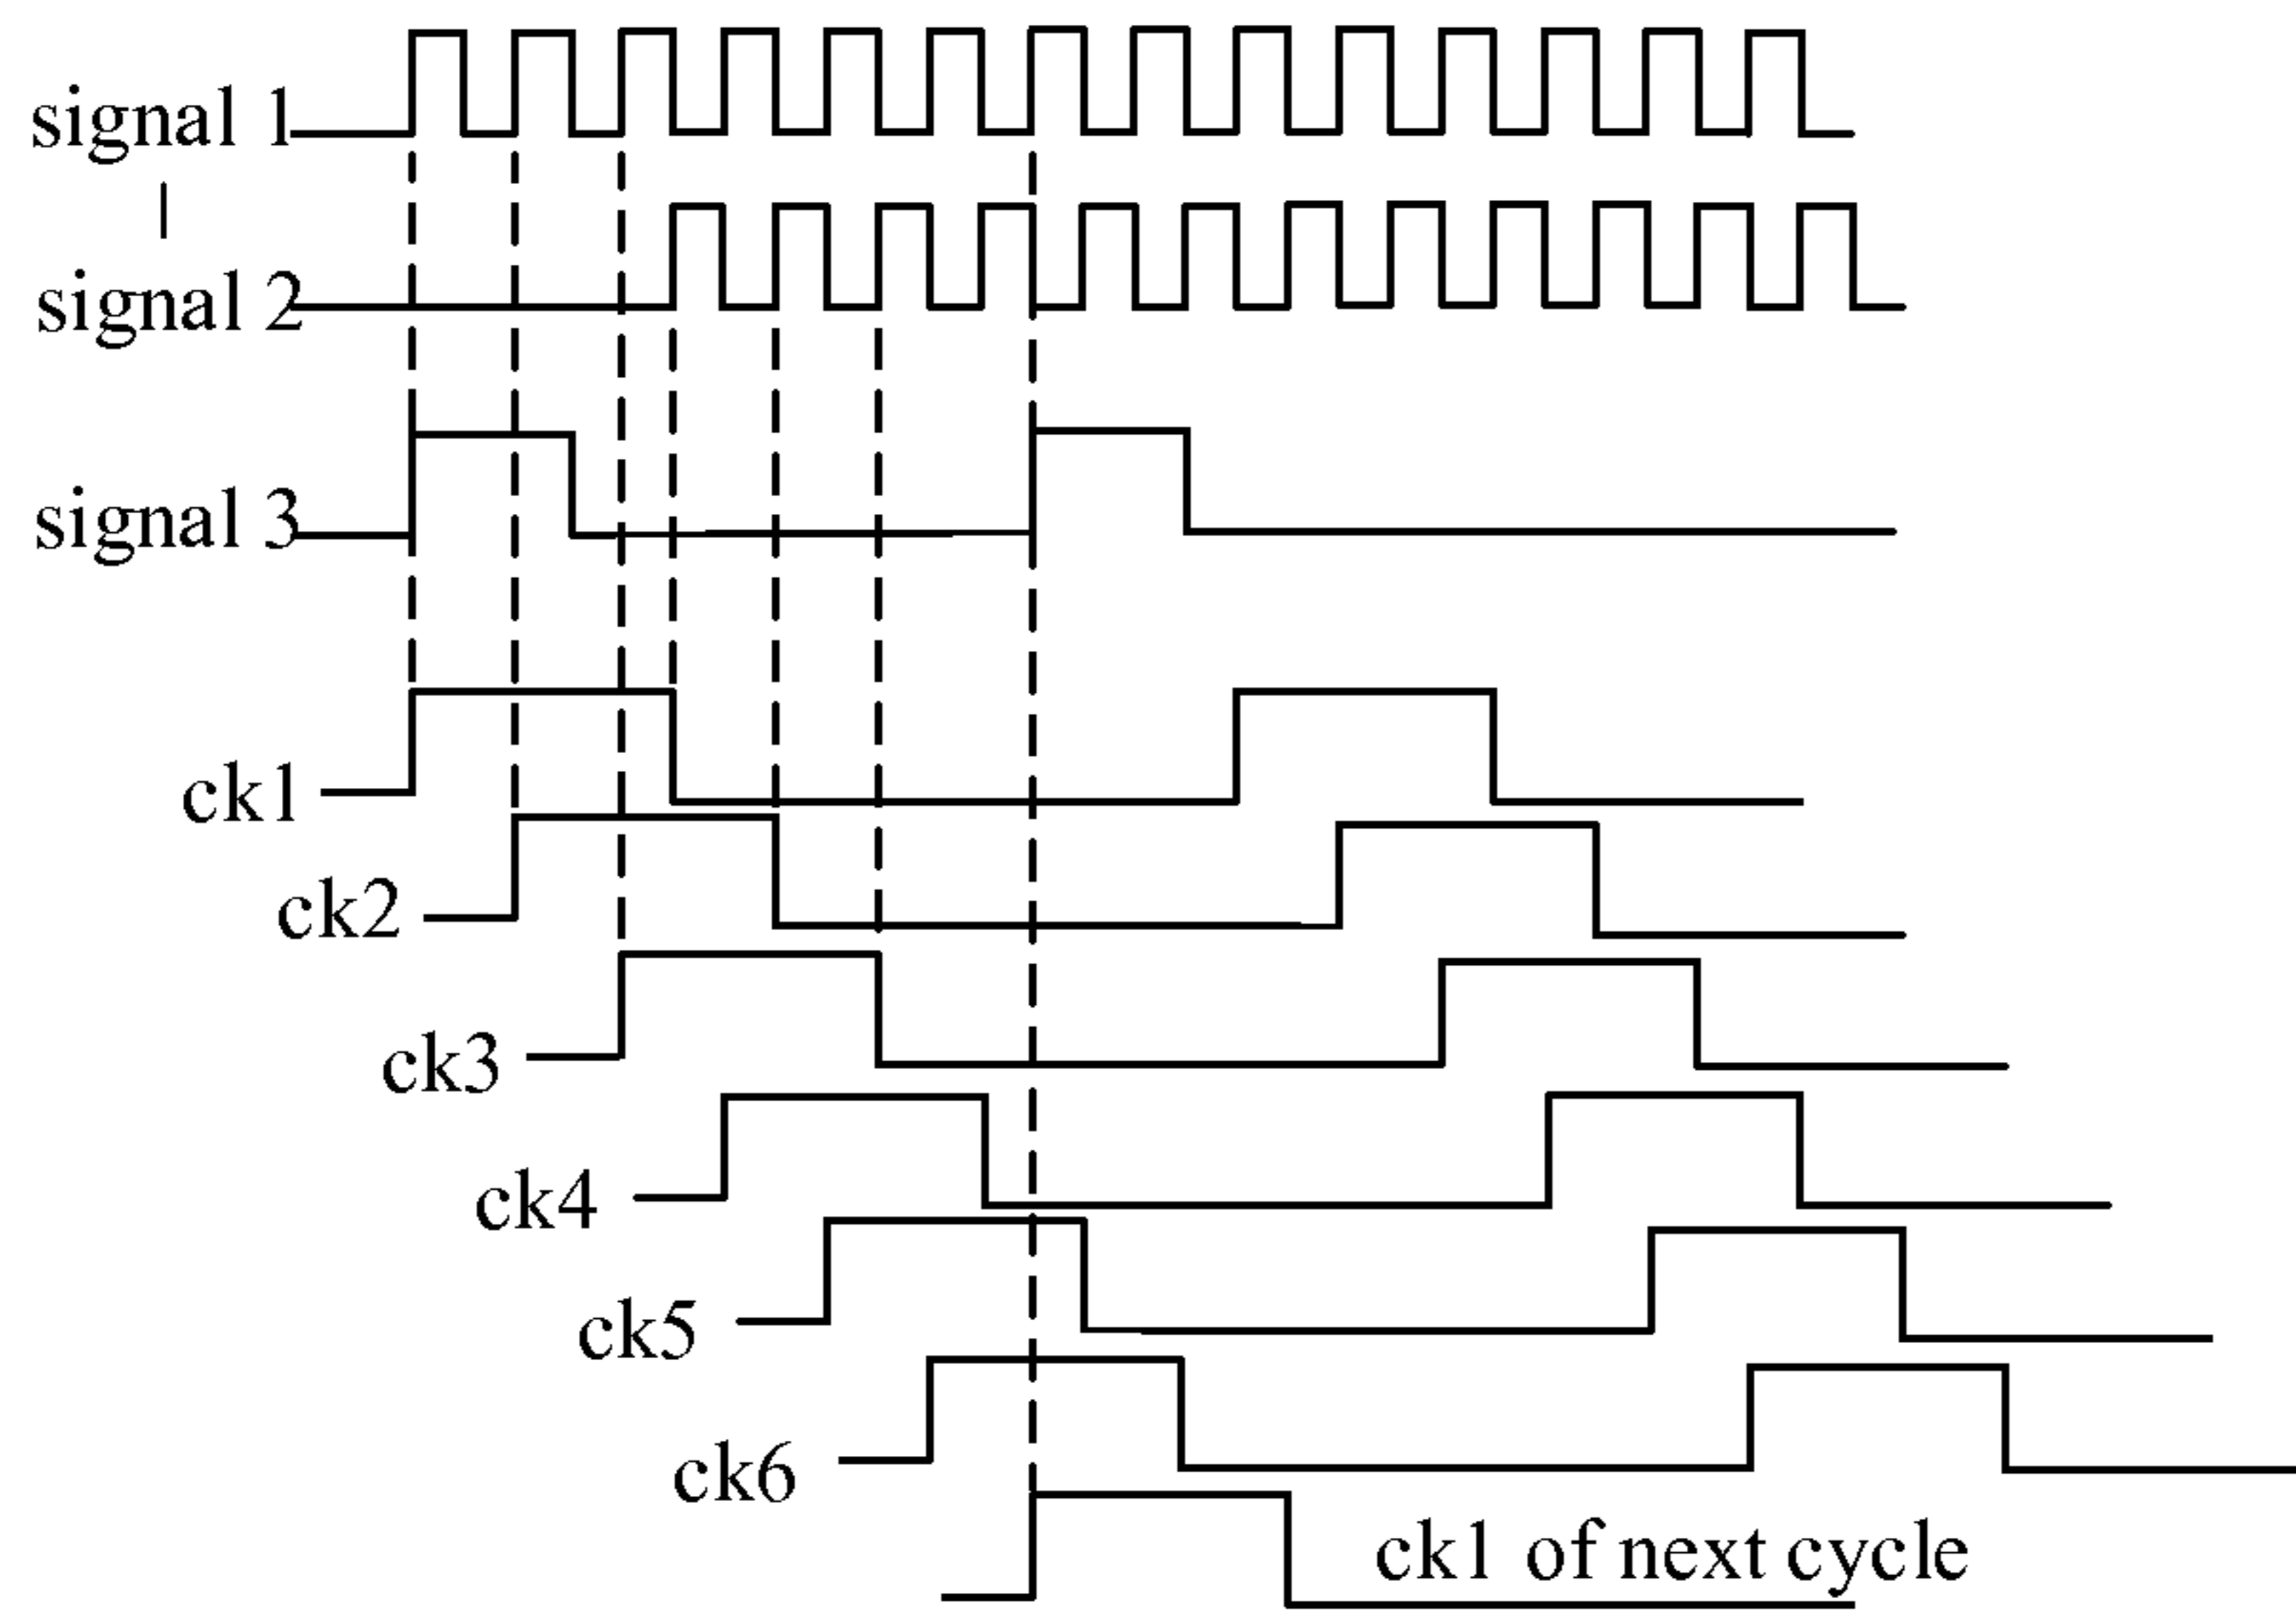 signal 1
signal 2
signal 3
ck1
ck2
ck3
ck4
ck5
ck6
ck1 of next cycle